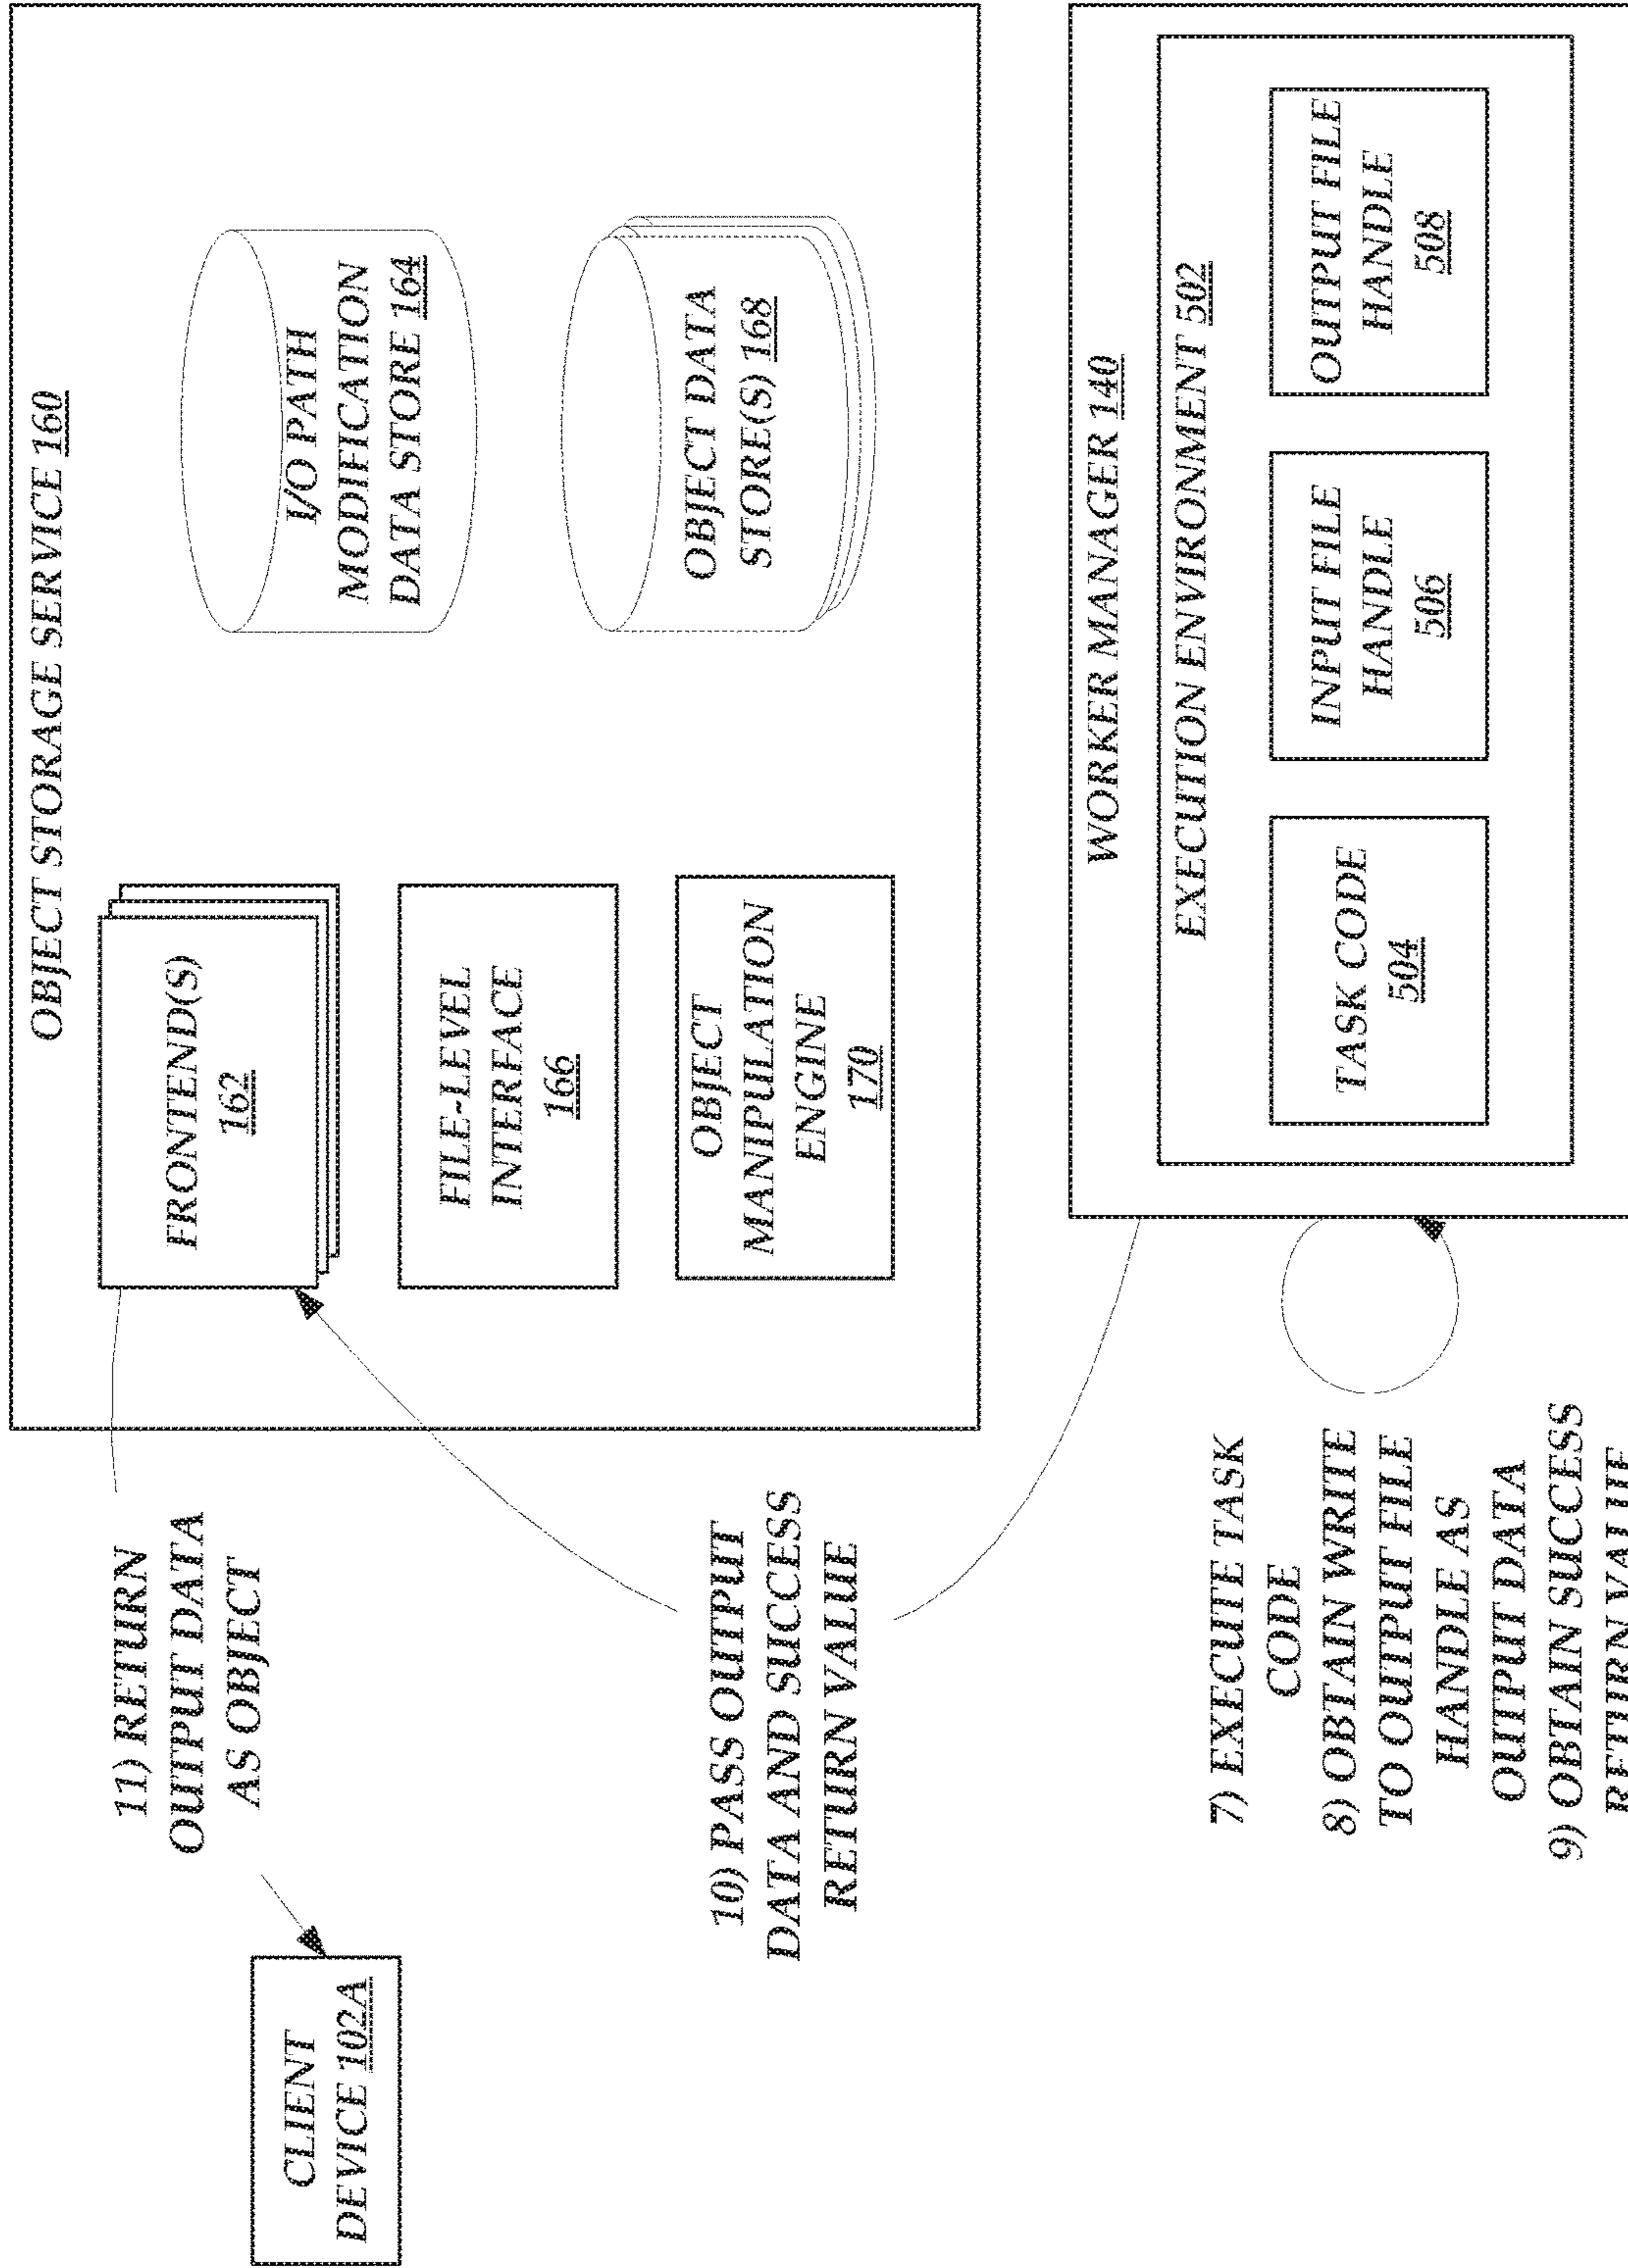 OBJECT STORAGE SERVICE 160
FRONTEND(S)
162
FILE-LEVEL
INTERFACE
166
OBJECT
MANIPULATION
ENGINE
170
I/O PATH
MODIFICATION
DATA STORE 164
OBJECT DATA
STORE(S) 168
11) RETURN
OUTPUT DATA
AS OBJECT
CLIENT
DEVICE 102A
10) PASS OUTPUT
DATA AND SUCCESS
RETURN VALUE
WORKER MANAGER 140
EXECUTION ENVIRONMENT 502
TASK CODE
504
INPUT FILE
HANDLE
506
OUTPUT FILE
HANDLE
508
7) EXECUTE TASK
CODE
8) OBTAIN WRITE
TO OUTPUT FILE
HANDLE AS
OUTPUT DATA
9) OBTAIN SUCCESS
RETURN VALUE